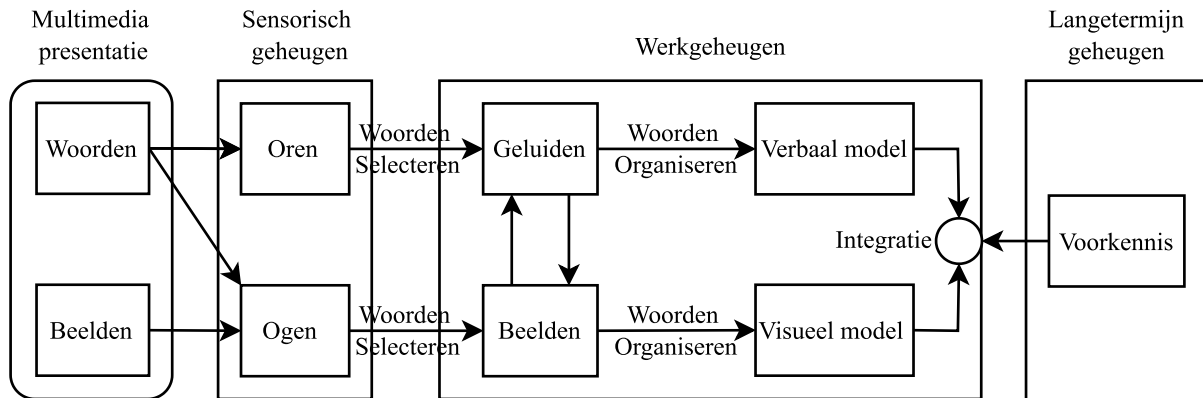 Multimedia
presentatie
Sensorisch
geheugen
Werkgeheugen
Langetermijn
geheugen
Woorden
Oren
Woorden
Selecteren
Geluiden
Woorden
Organiseren
Verbaal model
Integratie
Voorkennis
Beelden
Ogen
Woorden
Selecteren
Beelden
Woorden
Organiseren
Visueel model